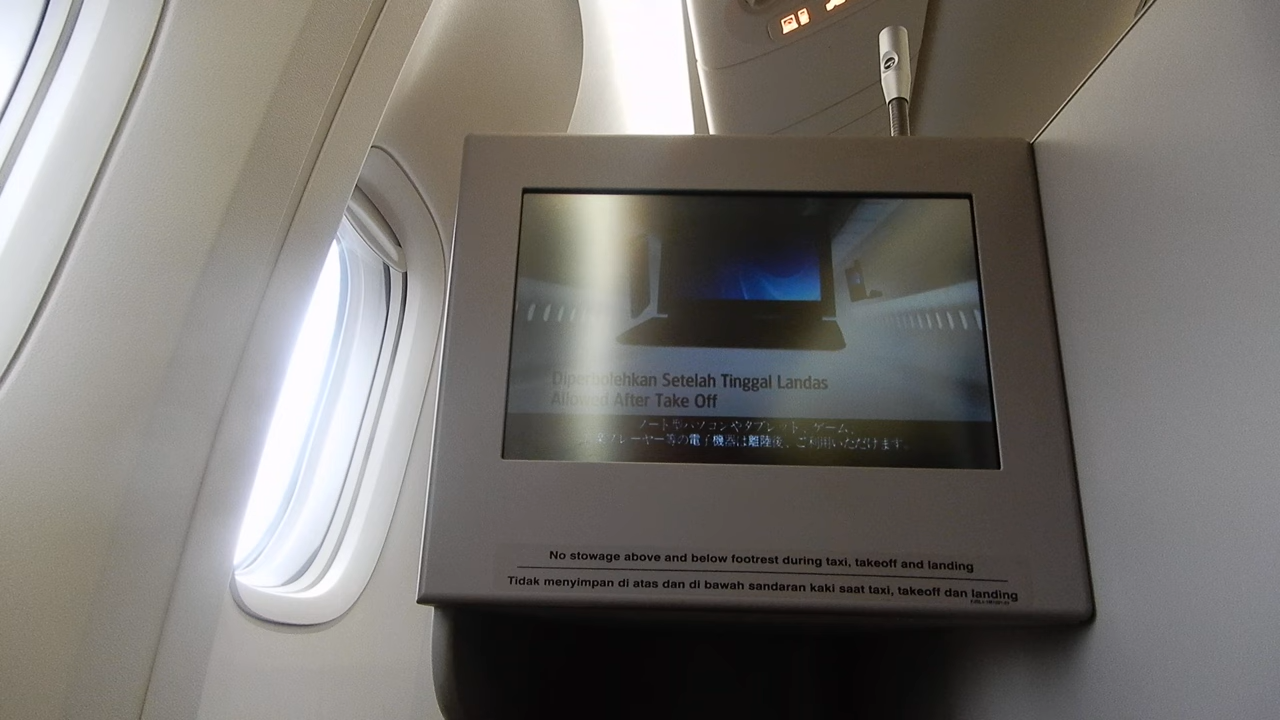 Diperbolehkan Setelah Tinggal Landas
Allowed After Take Off
ノート型パソコンやタブレット、ゲーム、
音楽プレーヤー等の電子機器は離陸後、ご利用いただけます。
No stowage above and below footrest during taxi, takeoff and landing
Tidak menyimpan di atas dan di bawah sandaran kaki saat taxi, takeoff dan landing